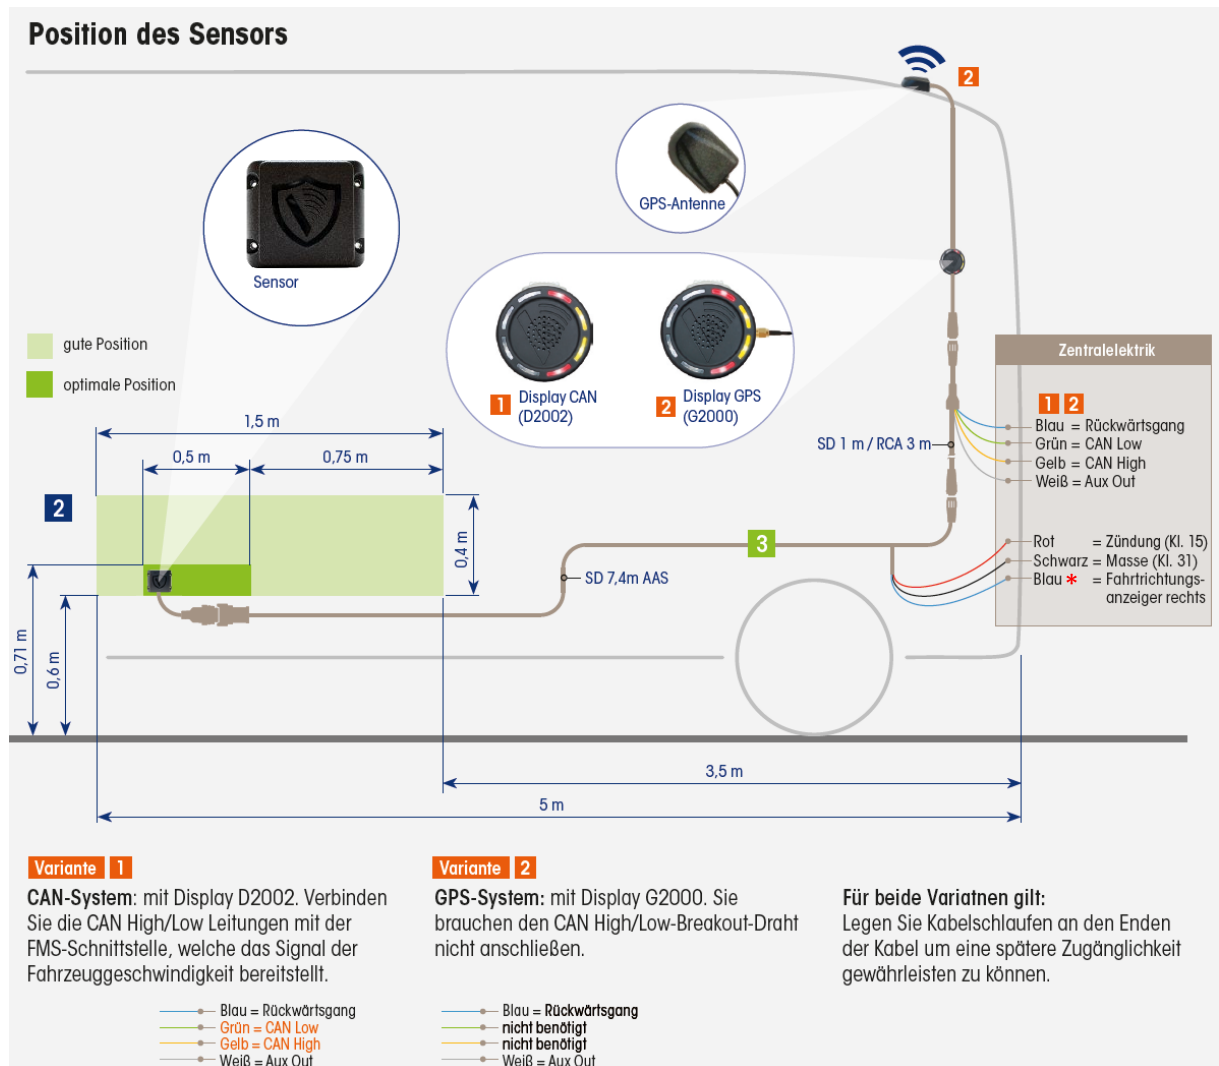 Position des Sensors
2
GPS-Antenne
Sensor
gute Position
optimale Position
1 Display CAN
(D2002)
2 Display GPS
(G2000)
Zentralelektrik
1 2
Blau = Rückwärtsgang
Grün = CAN Low
Gelb = CAN High
Weiß = Aux Out
SD 1 m / RCA 3 m
1,5 m
0,5 m
0,75 m
2
0,4 m
3
SD 7,4m AAS
Rot = Zündung (Kl. 15)
Schwarz = Masse (Kl. 31)
Blau * = Fahrtrichtungs-
anzeiger rechts
0,71 m
0,6 m
3,5 m
5 m
Variante 1
CAN-System: mit Display D2002. Verbinden
Sie die CAN High/Low Leitungen mit der
FMS-Schnittstelle, welche das Signal der
Fahrzeuggeschwindigkeit bereitstellt.
Blau = Rückwärtsgang
Grün = CAN Low
Gelb = CAN High
Weiß = Aux Out
Variante 2
GPS-System: mit Display G2000. Sie
brauchen den CAN High/Low-Breakout-Draht
nicht anschließen.
Blau = Rückwärtsgang
nicht benötigt
nicht benötigt
Weiß = Aux Out
Für beide Variatnen gilt:
Legen Sie Kabelschlaufen an den Enden
der Kabel um eine spätere Zugänglichkeit
gewährleisten zu können.